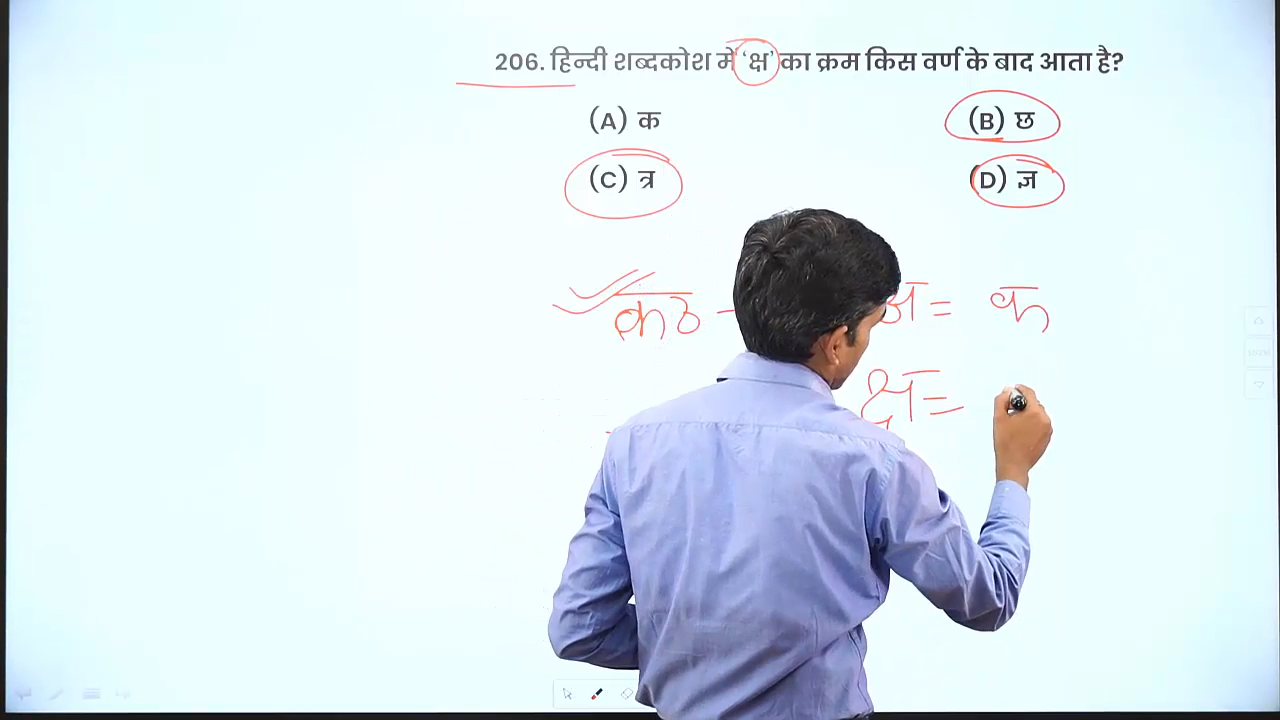 206. हिन्दी शब्दकोश में 'क्ष' का क्रम किस वर्ण के बाद आता है?
(A) क (B) छ
(C) त्र (D) ज्ञ
= क
क्ष =